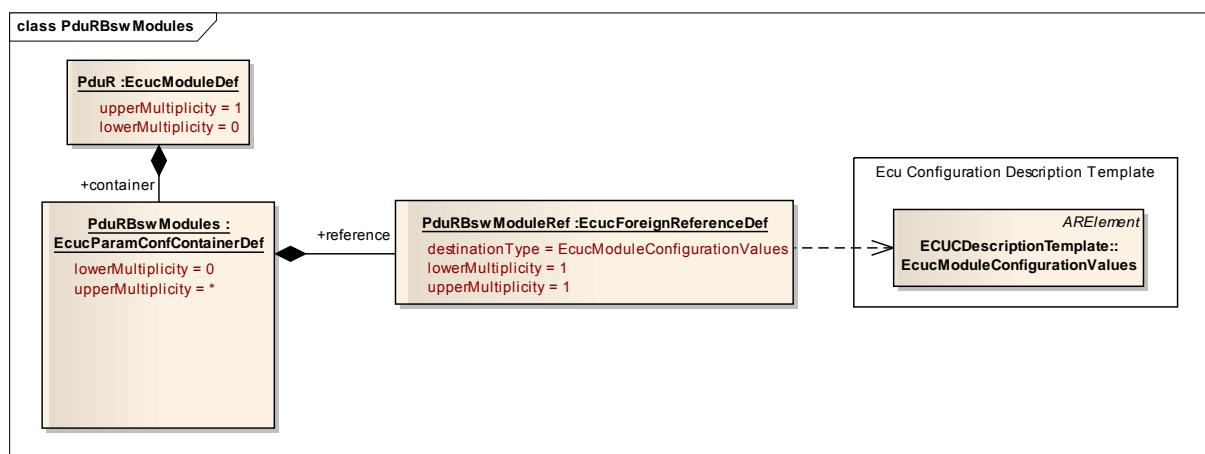 class PduRBswModules
PduR :EcucModuleDef
upperMultiplicity = 1
lowerMultiplicity = 0
+container
PduRBswModules :
EcucParamConfContainerDef
lowerMultiplicity = 0
upperMultiplicity = *
+reference
PduRBswModuleRef :EcucForeignReferenceDef
destinationType = EcucModuleConfigurationValues
lowerMultiplicity = 1
upperMultiplicity = 1
Ecu Configuration Description Template
ARElement
ECUCDescriptionTemplate::
EcucModuleConfigurationValues